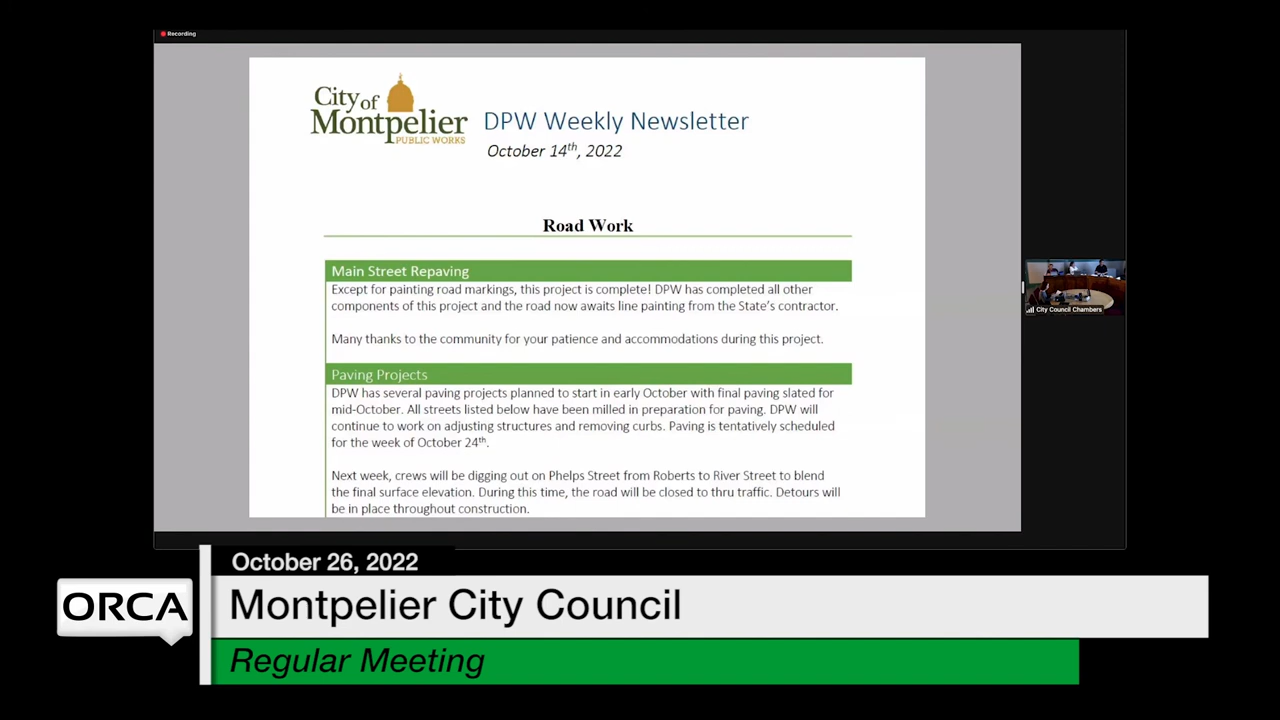 Recording
City of
Montpelier
PUBLIC WORKS
DPW Weekly Newsletter
October 14th, 2022
Road Work
Main Street Repaving
Except for painting road markings, this project is complete! DPW has completed all other
components of this project and the road now awaits line painting from the State's contractor.
Many thanks to the community for your patience and accommodations during this project.
Paving Projects
DPW has several paving projects planned to start in early October with final paving slated for
mid-October. All streets listed below have been milled in preparation for paving. DPW will
continue to work on adjusting structures and removing curbs. Paving is tentatively scheduled
for the week of October 24th.
Next week, crews will be digging out on Phelps Street from Roberts to River Street to blend
the final surface elevation. During this time, the road will be closed to thru traffic. Detours will
be in place throughout construction.
City Council Chambers
October 26, 2022
ORCA
Montpelier City Council
Regular Meeting